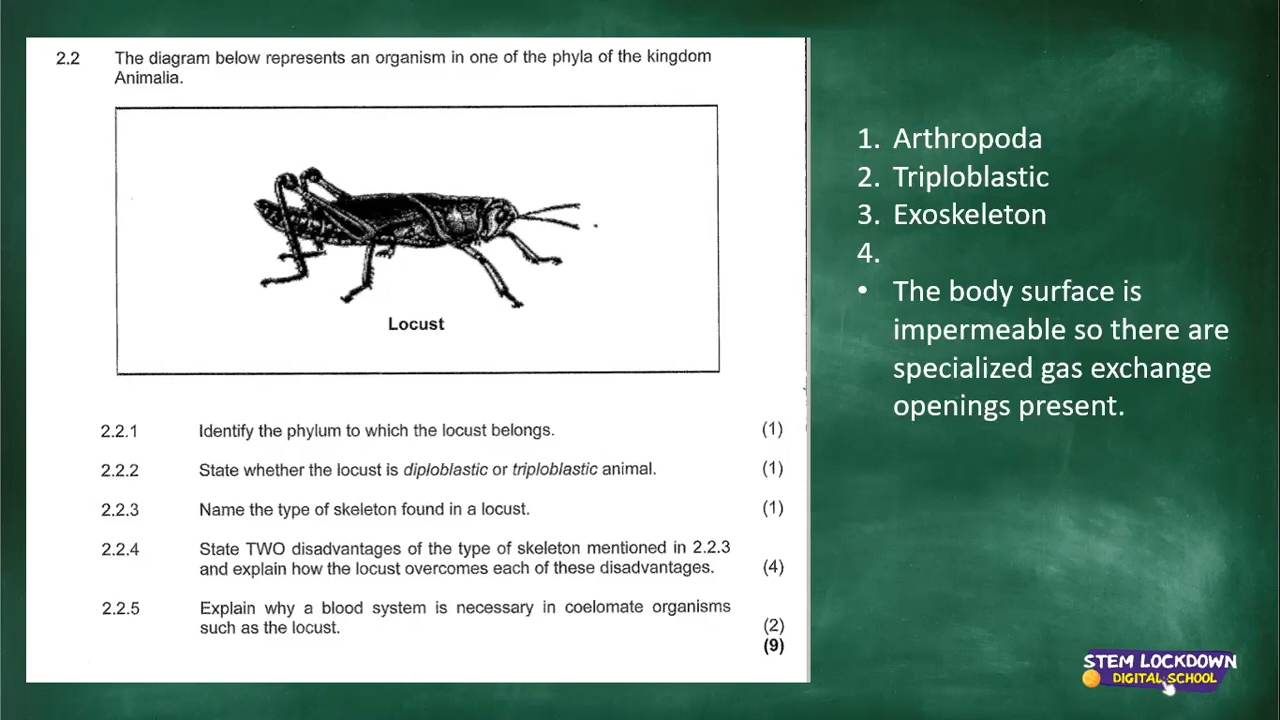 2.2 The diagram below represents an organism in one of the phyla of the kingdom
Animalia.
Locust
2.2.1 Identify the phylum to which the locust belongs. (1)
2.2.2 State whether the locust is diploblastic or triploblastic animal. (1)
2.2.3 Name the type of skeleton found in a locust. (1)
2.2.4 State TWO disadvantages of the type of skeleton mentioned in 2.2.3
and explain how the locust overcomes each of these disadvantages. (4)
2.2.5 Explain why a blood system is necessary in coelomate organisms
such as the locust. (2)
(9)
1. Arthropoda
2. Triploblastic
3. Exoskeleton
4.
• The body surface is
impermeable so there are
specialized gas exchange
openings present.
STEM LOCKDOWN
DIGITAL SCHOOL